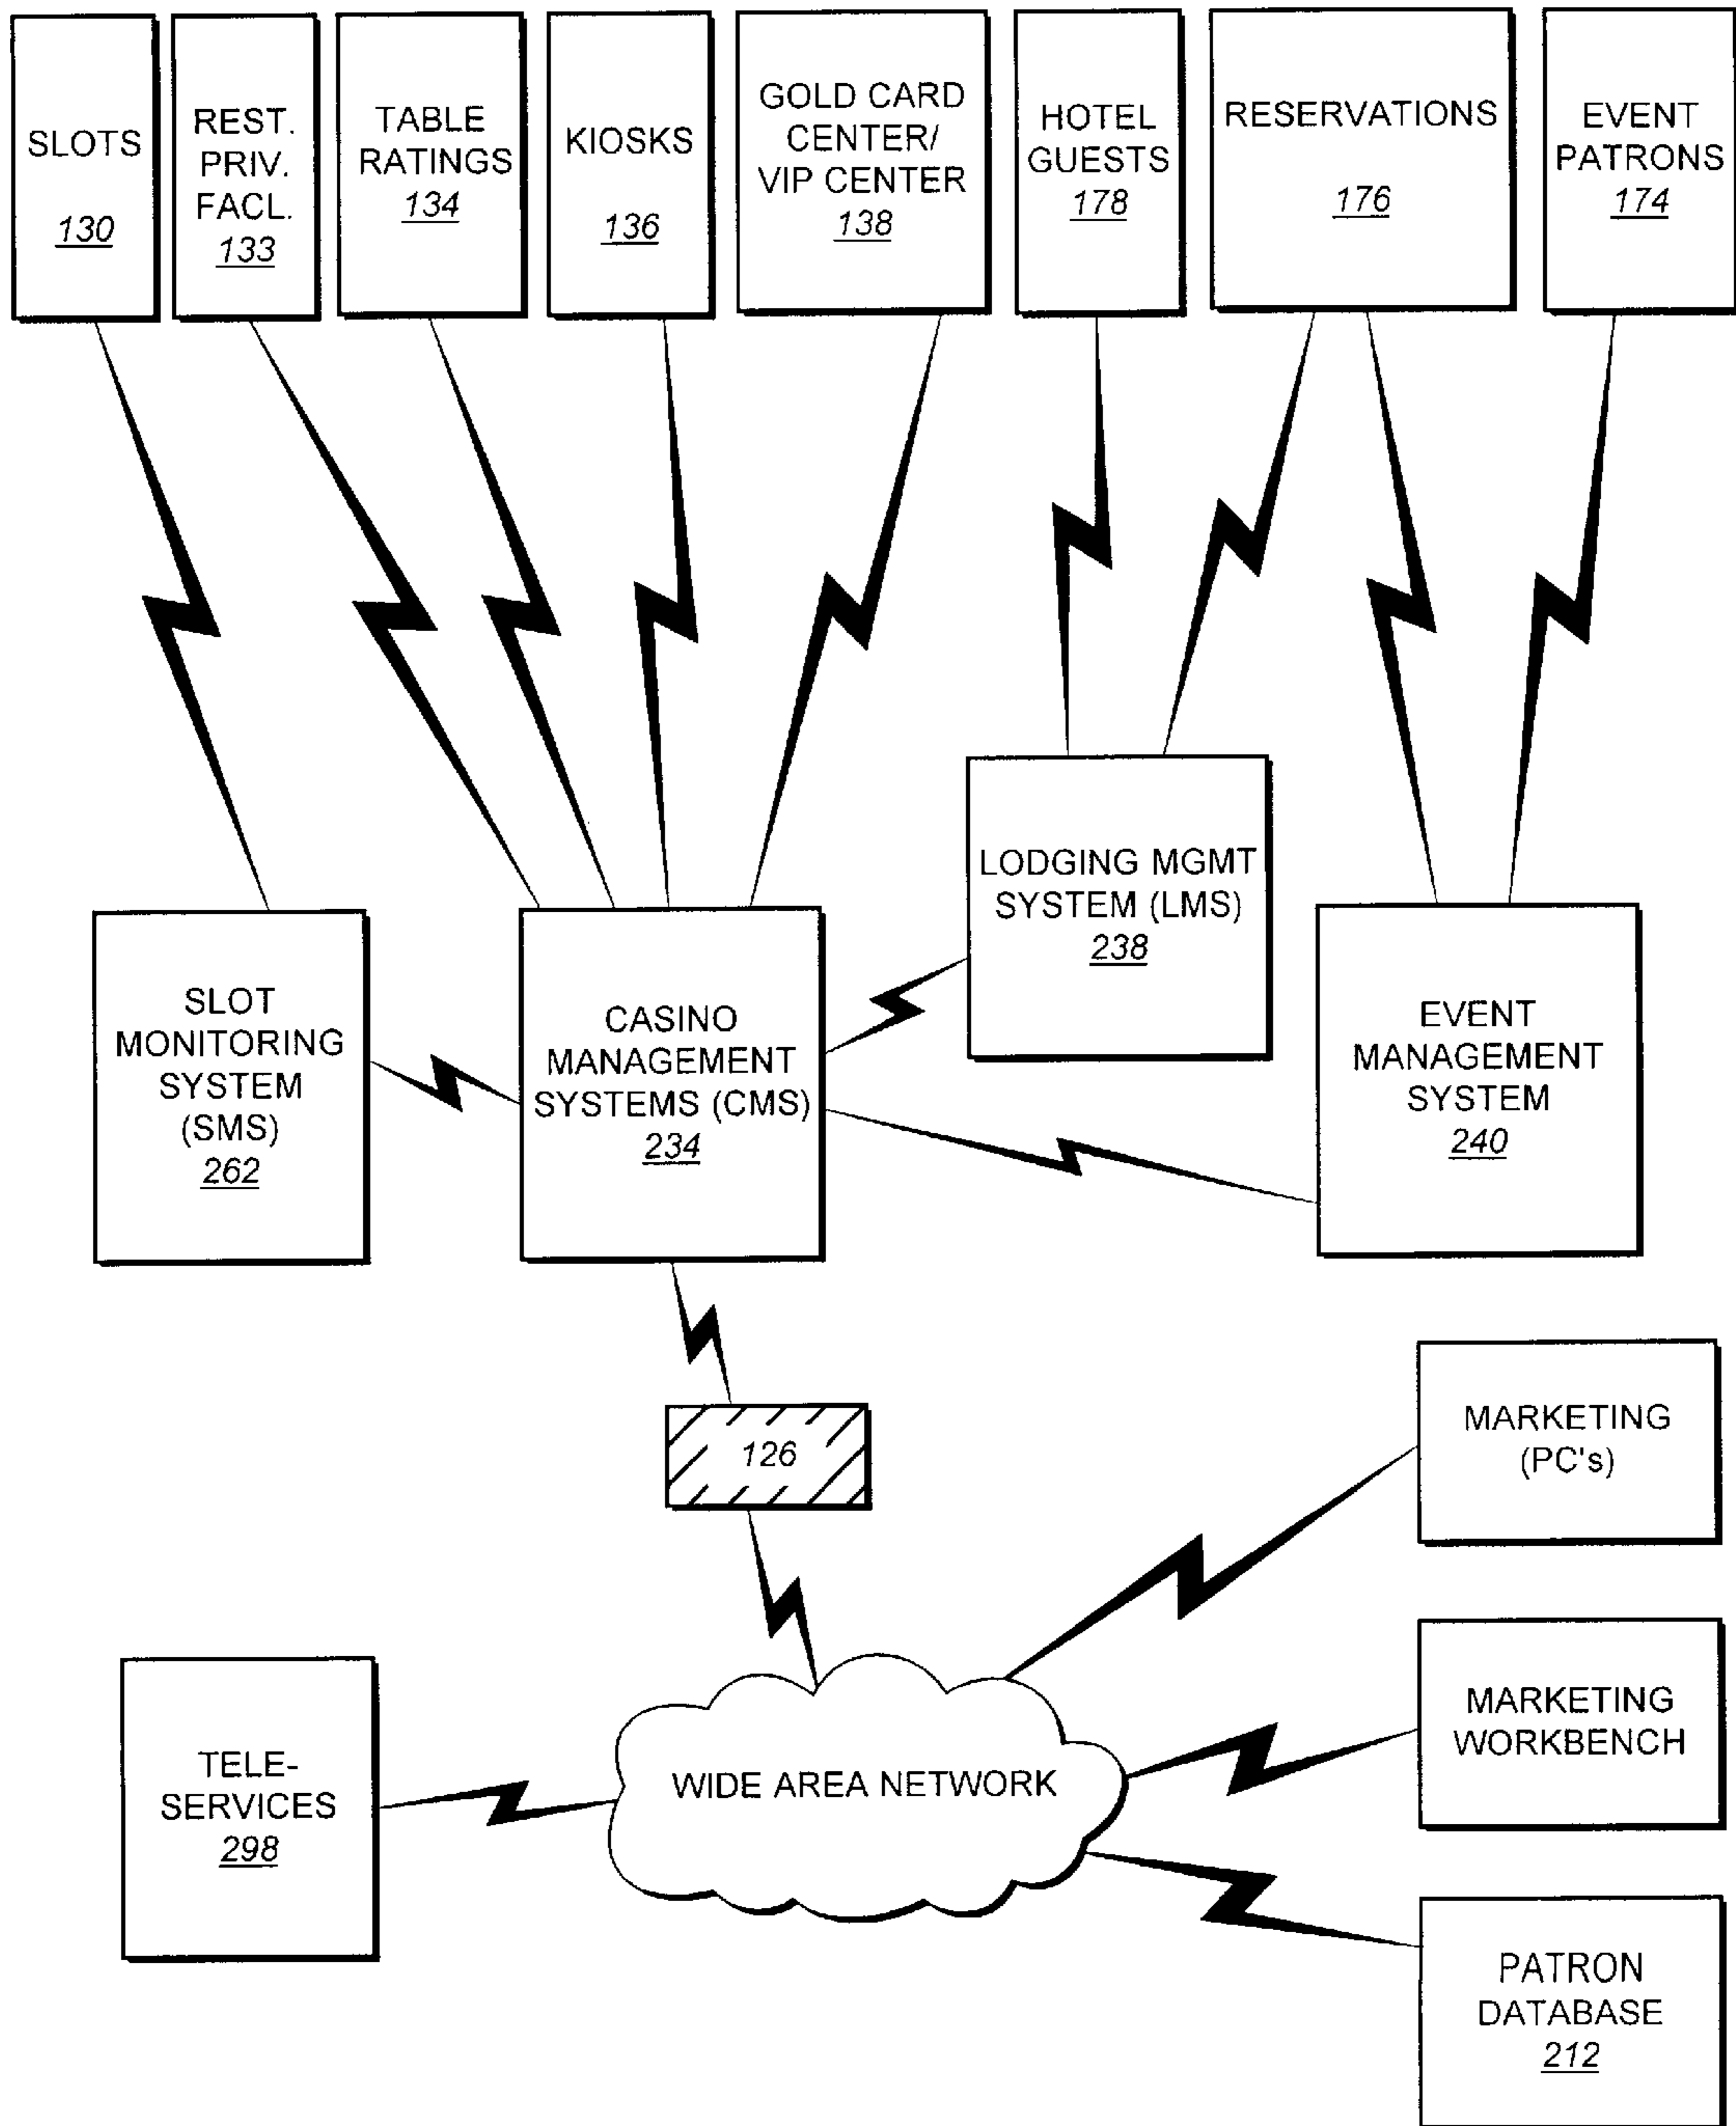 SLOTS
130
REST.
PRIV.
FACL.
133
TABLE
RATINGS
134
KIOSKS
136
GOLD CARD
CENTER/
VIP CENTER
138
HOTEL
GUESTS
178
RESERVATIONS
176
EVENT
PATRONS
174
SLOT
MONITORING
SYSTEM
(SMS)
262
CASINO
MANAGEMENT
SYSTEMS (CMS)
234
LODGING MGMT
SYSTEM (LMS)
238
EVENT
MANAGEMENT
SYSTEM
240
126
MARKETING
(PC's)
TELE-
SERVICES
298
WIDE AREA NETWORK
MARKETING
WORKBENCH
PATRON
DATABASE
212